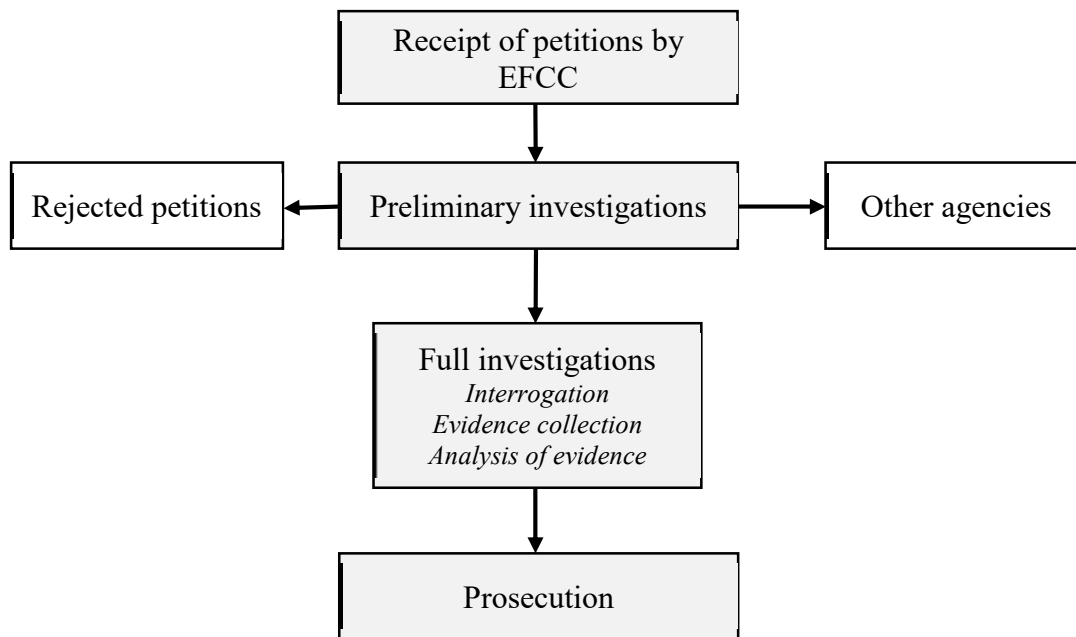 Receipt of petitions by
EFCC
Rejected petitions
Preliminary investigations
Other agencies
Full investigations
Interrogation
Evidence collection
Analysis of evidence
Prosecution